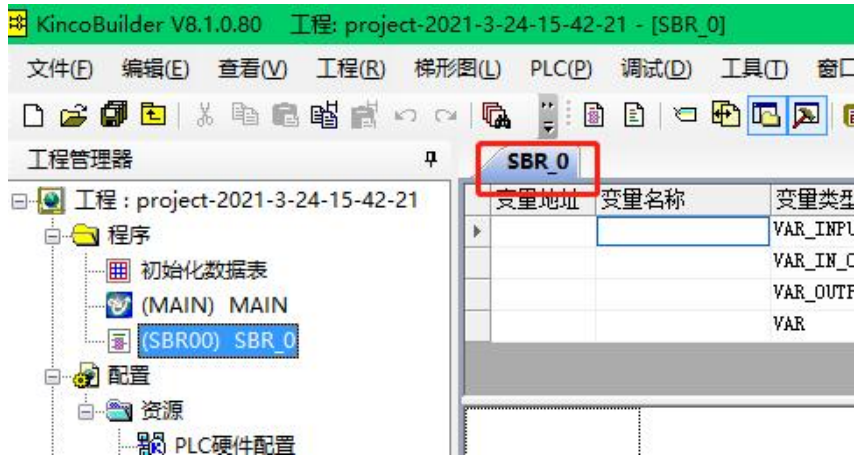 KincoBuilder V8.1.0.80 工程: project-2021-3-24-15-42-21 - [SBR_0]
文件(F) 编辑(E) 查看(V) 工程(R) 梯形图(L) PLC(P) 调试(D) 工具(T) 窗口
工程管理器
SBR_0
工程 : project-2021-3-24-15-42-21
程序
初始化数据表
(MAIN) MAIN
(SBR00) SBR_0
配置
资源
PLC硬件配置
变量地址 变量名称 变量类型
VAR_INPU
VAR_IN_O
VAR_OUTP
VAR